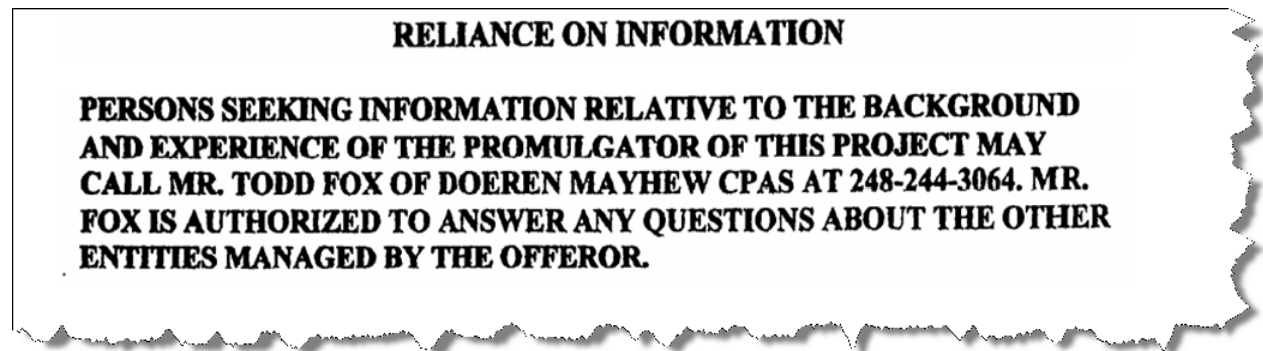 RELIANCE ON INFORMATION
PERSONS SEEKING INFORMATION RELATIVE TO THE BACKGROUND
AND EXPERIENCE OF THE PROMULGATOR OF THIS PROJECT MAY
CALL MR. TODD FOX OF DOEREN MAYHEW CPAS AT 248-244-3064. MR.
FOX IS AUTHORIZED TO ANSWER ANY QUESTIONS ABOUT THE OTHER
ENTITIES MANAGED BY THE OFFEROR.